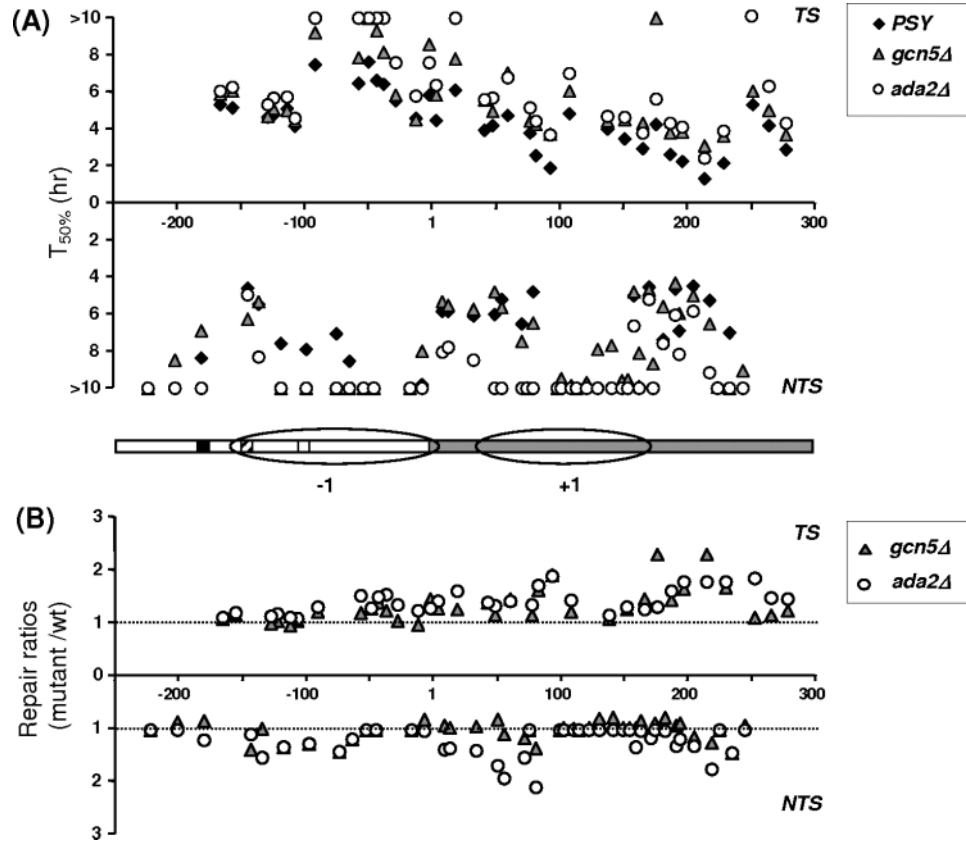 (A)
TS
PSY
gcn5Δ
ada2Δ
T50% (hr)
>10
8
6
4
2
0
-200
-100
1
100
200
300
2
4
6
8
>10
NTS
-1
+1
(B)
TS
gcn5Δ
ada2Δ
Repair ratios
(mutant /wt)
3
2
1
0
-200
-100
1
100
200
300
1
2
3
NTS